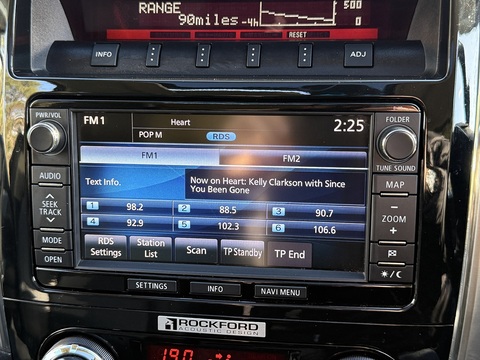 RANGE
90miles
-4h
500
0
RESET
INFO
ADJ
PWR/VOL
FM1
Heart
2:25
FOLDER
POP M
RDS
TUNE SOUND
FM1
FM2
AUDIO
MAP
Text Info.
Now on Heart: Kelly Clarkson with Since
You Been Gone
SEEK
TRACK
ZOOM
1 98.2
2 88.5
3 90.7
4 92.9
5 102.3
6 106.6
MODE
OPEN
RDS
Settings
Station
List
Scan
TP Standby
TP End
SETTINGS
INFO
NAVI MENU
ROCKFORD
ACOUSTIC DESIGN
19.0